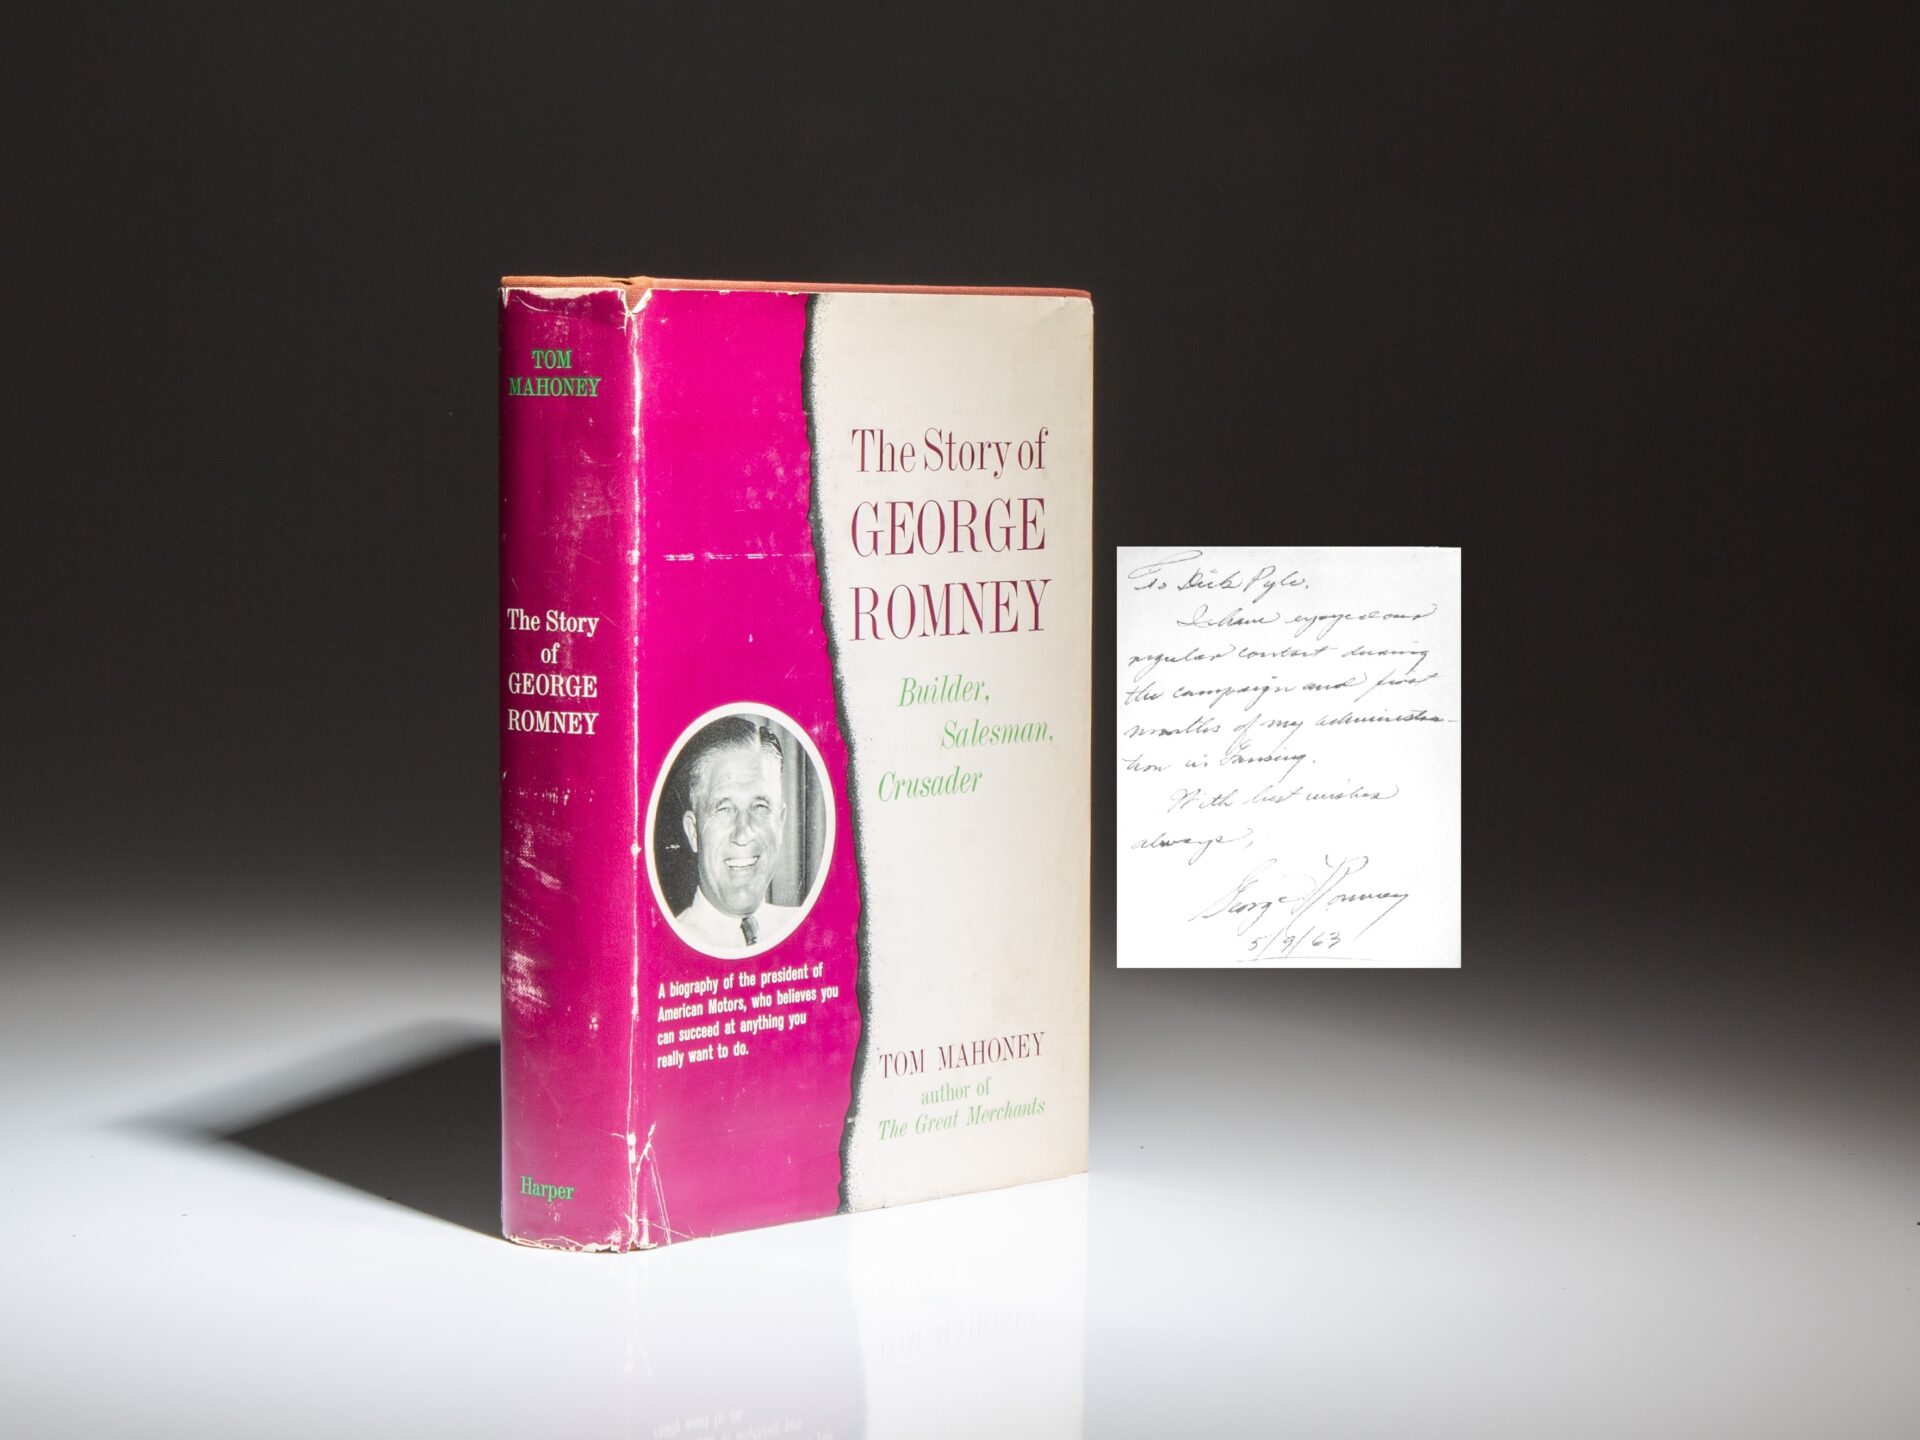 TOM
MAHONEY
The Story
of
GEORGE
ROMNEY
Harper
The Story of
GEORGE
ROMNEY
Builder,
Salesman,
Crusader
A biography of the president of
American Motors, who believes you
can succeed at anything you
really want to do.
TOM MAHONEY
author of
The Great Merchants
To Dick Pyle,
I have enjoyed our
regular contact during
the campaign and first
months of my administra-
tion in Lansing.
With best wishes
always,
George Romney
5/9/63